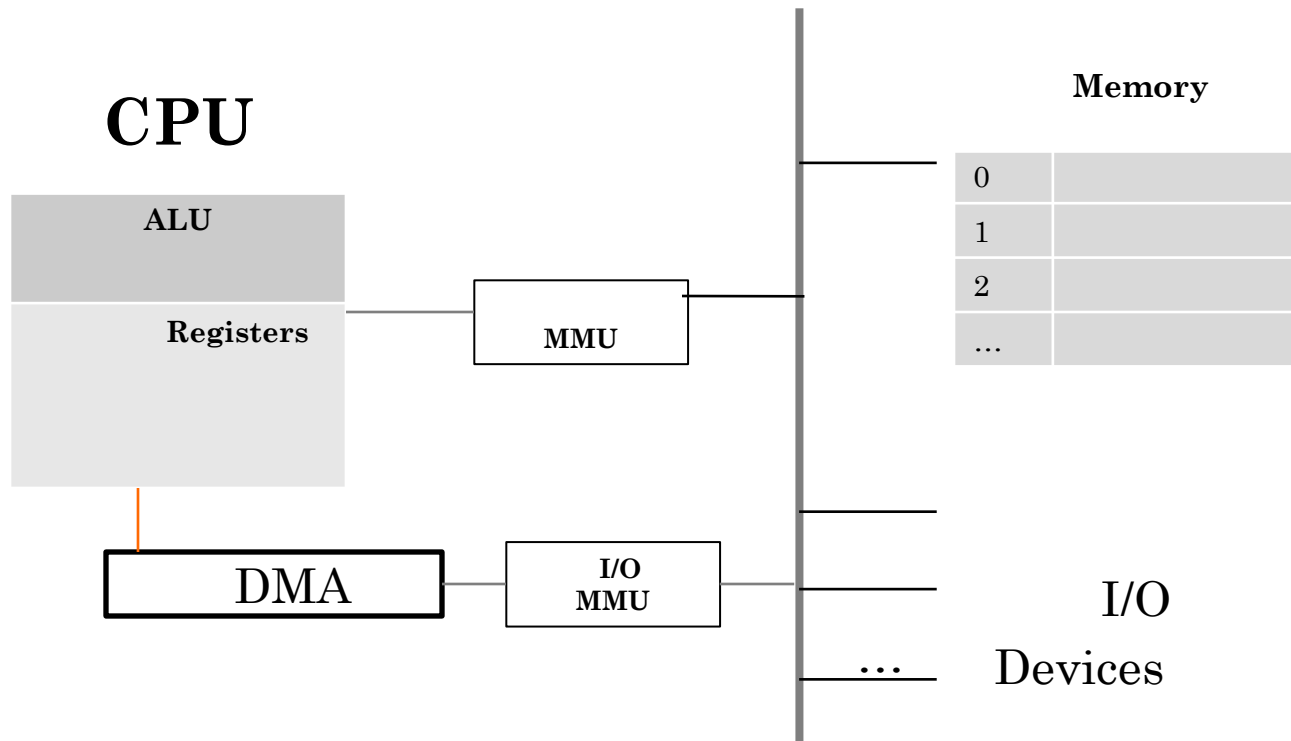 CPU
ALU
Registers
MMU
DMA
I/O
MMU
Memory
0
1
2
...
...
I/O
Devices